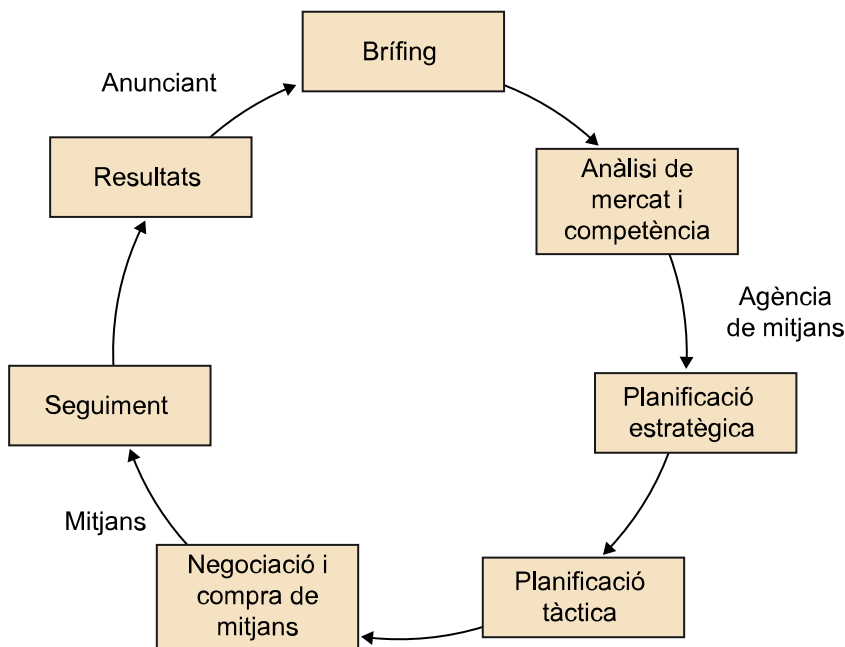 Brífing
Anunciant
Resultats
Anàlisi de
mercat i
competència
Agència
de mitjans
Planificació
estratègica
Planificació
tàctica
Negociació i
compra de
mitjans
Mitjans
Seguiment